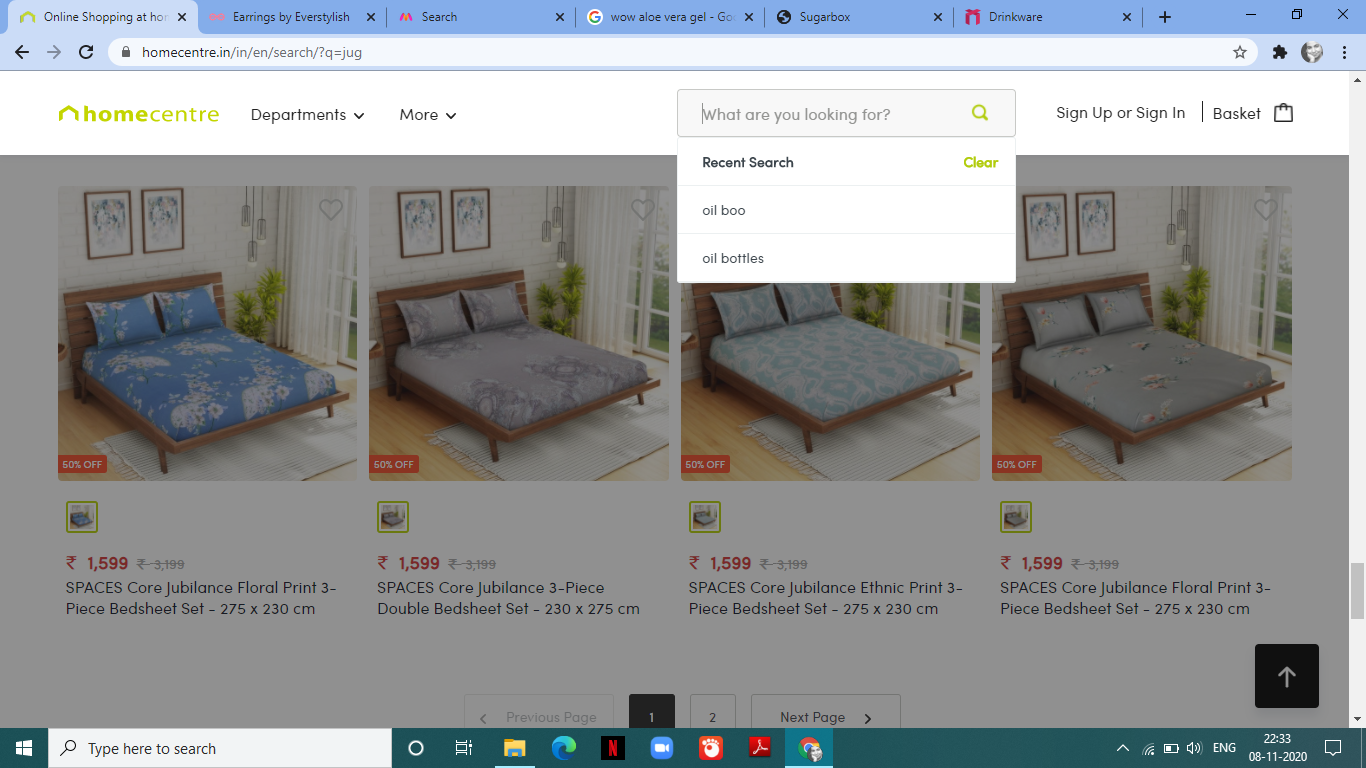 Online Shopping at hor
Earrings by Everstylish
Search
wow aloe vera gel - Goo
Sugarbox
Drinkware
homecentre.in/in/en/search/?q=jug
homecentre
Departments
More
What are you looking for?
Sign Up or Sign In
Basket
Recent Search
Clear
oil boo
oil bottles
50% OFF
50% OFF
50% OFF
50% OFF
₹ 1,599 ₹ 3,199
SPACES Core Jubilance Floral Print 3-
Piece Bedsheet Set - 275 x 230 cm
₹ 1,599 ₹ 3,199
SPACES Core Jubilance 3-Piece
Double Bedsheet Set - 230 x 275 cm
₹ 1,599 ₹ 3,199
SPACES Core Jubilance Ethnic Print 3-
Piece Bedsheet Set - 275 x 230 cm
₹ 1,599 ₹ 3,199
SPACES Core Jubilance Floral Print 3-
Piece Bedsheet Set - 275 x 230 cm
Previous Page
1
2
Next Page
Type here to search
ENG
22:33
08-11-2020